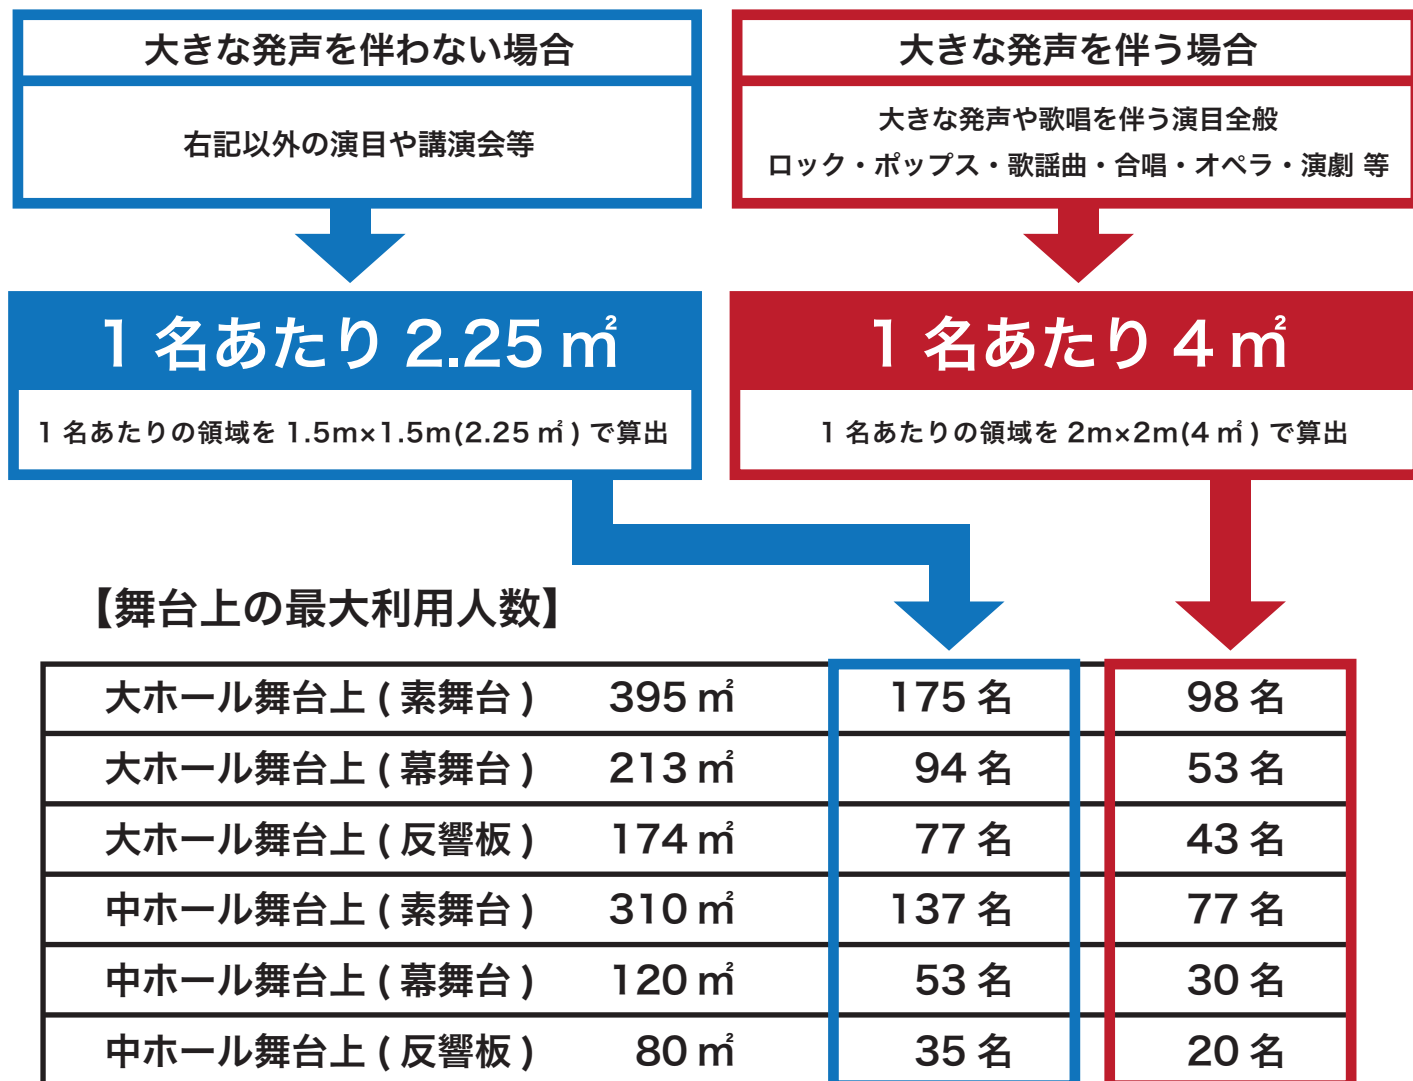 大きな発声を伴わない場合
右記以外の演目や講演会等
大きな発声を伴う場合
大きな発声や歌唱を伴う演目全般
ロック・ポップス・歌謡曲・合唱・オペラ・演劇 等
1 名あたり 2.25 ㎡
1 名あたりの領域を 1.5m×1.5m(2.25 ㎡ ) で算出
1 名あたり 4 ㎡
1 名あたりの領域を 2m×2m(4 ㎡ ) で算出
【舞台上の最大利用人数】
大ホール舞台上 ( 素舞台 ) 395 ㎡ 175 名 98 名
大ホール舞台上 ( 幕舞台 ) 213 ㎡ 94 名 53 名
大ホール舞台上 ( 反響板 ) 174 ㎡ 77 名 43 名
中ホール舞台上 ( 素舞台 ) 310 ㎡ 137 名 77 名
中ホール舞台上 ( 幕舞台 ) 120 ㎡ 53 名 30 名
中ホール舞台上 ( 反響板 ) 80 ㎡ 35 名 20 名